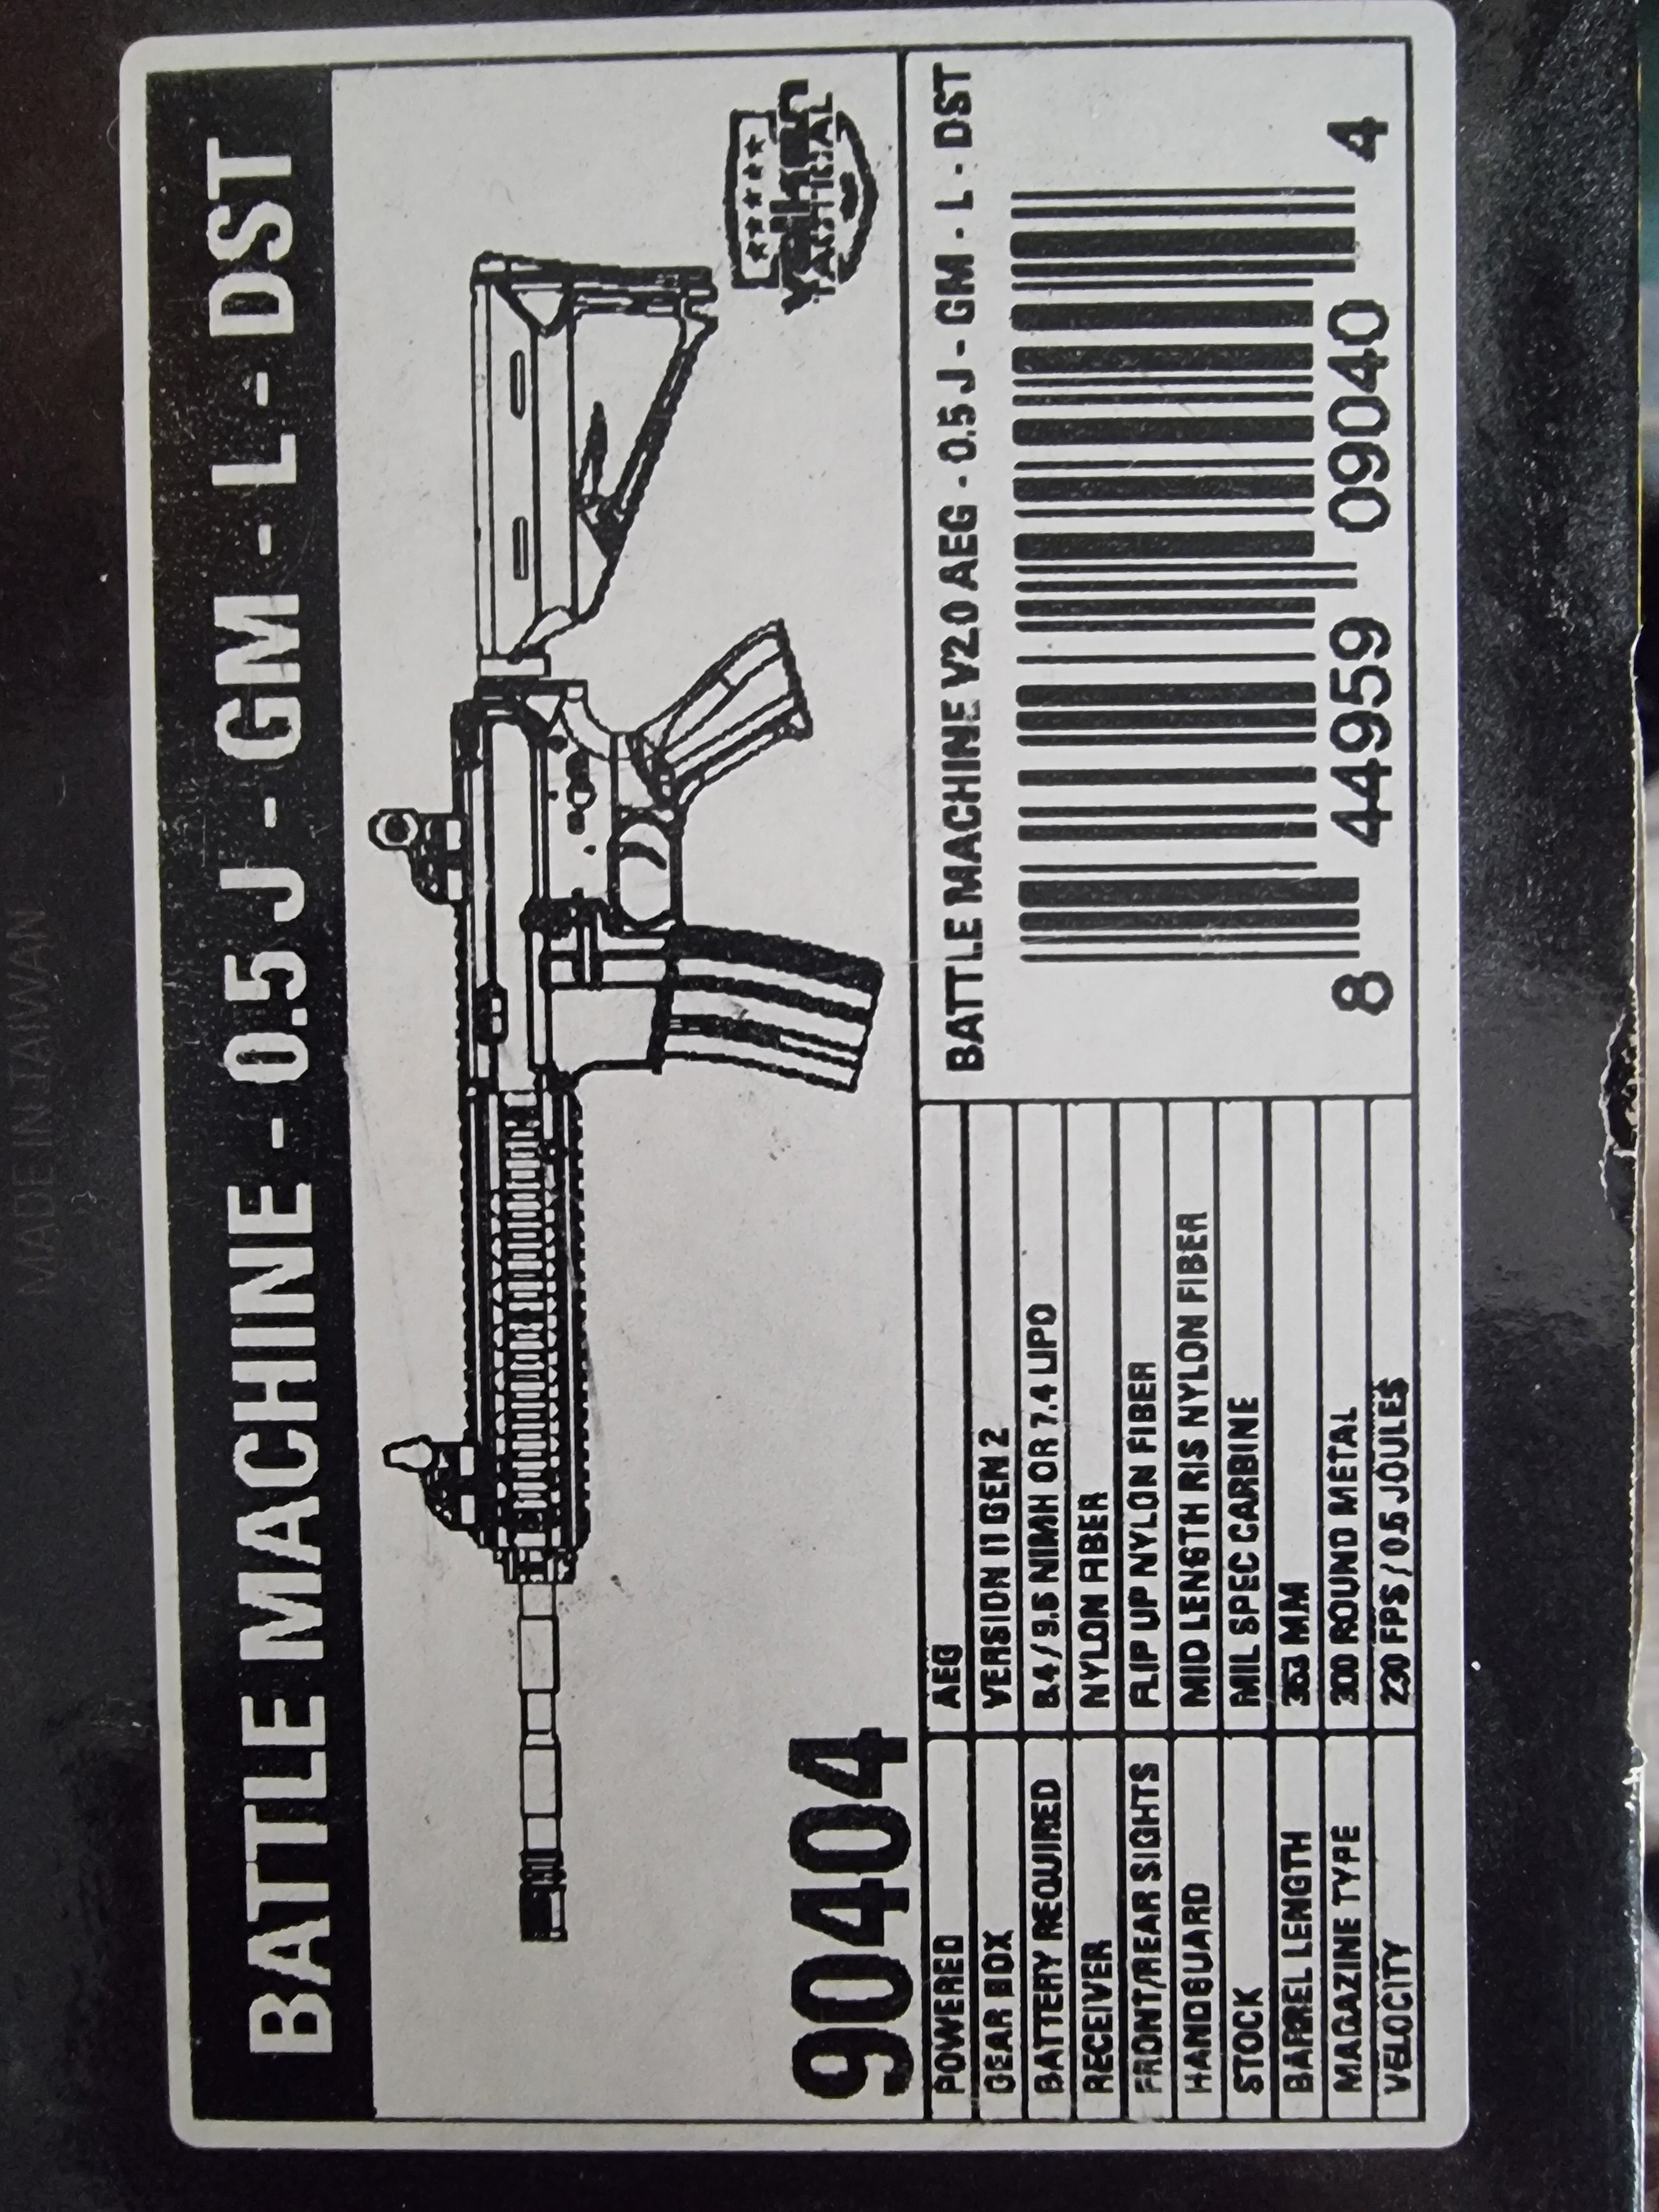 MADE IN TAIWAN
BATTLE MACHINE - 0.5 J - GM - L - DST
Valken
TACTICAL
90404
POWERED AEG
GEAR BOX VERSION 11 GEN 2
BATTERY REQUIRED 8.4 / 9.6 NIMH OR 7.4 LIPO
RECEIVER NYLON FIBER
FRONT/REAR SIGHTS FLIP UP NYLON FIBER
HANDGUARD MID LENGTH RIS NYLON FIBER
STOCK MIL SPEC CARBINE
BARREL LENGTH 363 MM
MAGAZINE TYPE 300 ROUND METAL
VELOCITY 230 FPS / 0.5 JOULES
BATTLE MACHINE V2.0 AEG - 0.5 J - GM - L - DST
8 44959 09040 4